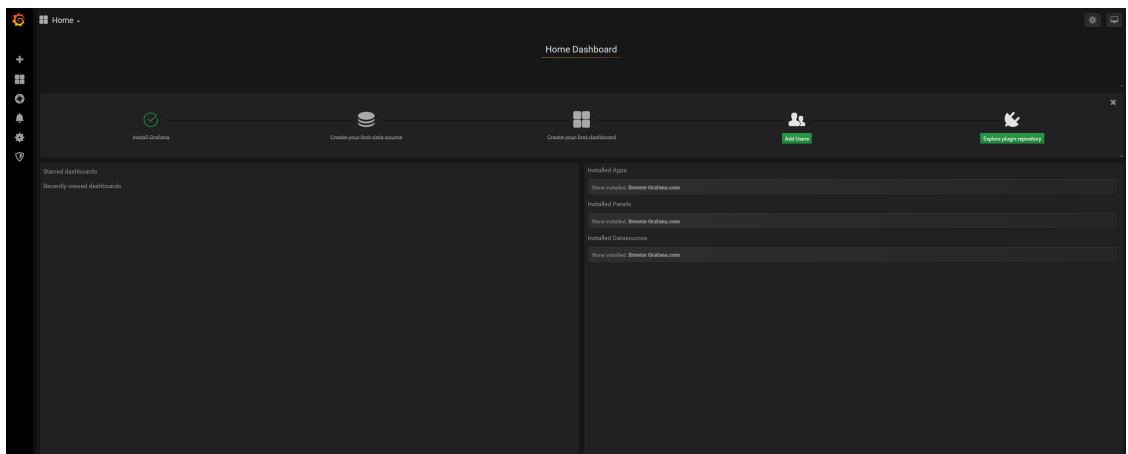 Home
Home Dashboard
Install Grafana
Create your first data source
Create your first dashboard
Add Users
Explore plugin repository
Starred dashboards
Recently viewed dashboards
Installed Apps
None installed. Browse Grafana.com
Installed Panels
None installed. Browse Grafana.com
Installed Datasources
None installed. Browse Grafana.com